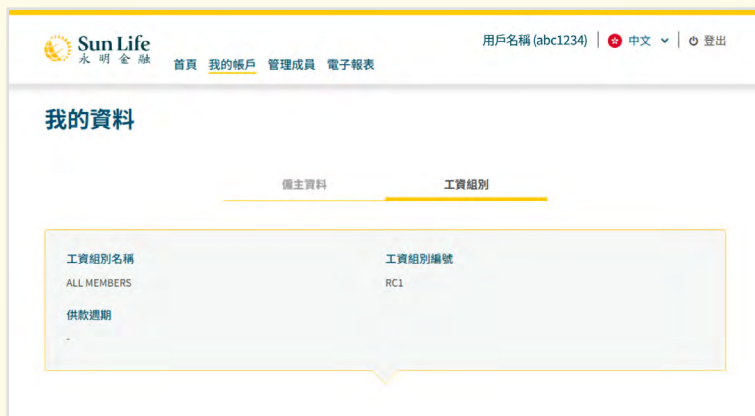 Sun Life
永明金融
首頁 我的帳戶 管理成員 電子報表
用戶名稱 (abc1234) 中文 登出
我的資料
僱主資料 工資組別
工資組別名稱 工資組別編號
ALL MEMBERS RC1
供款週期
-